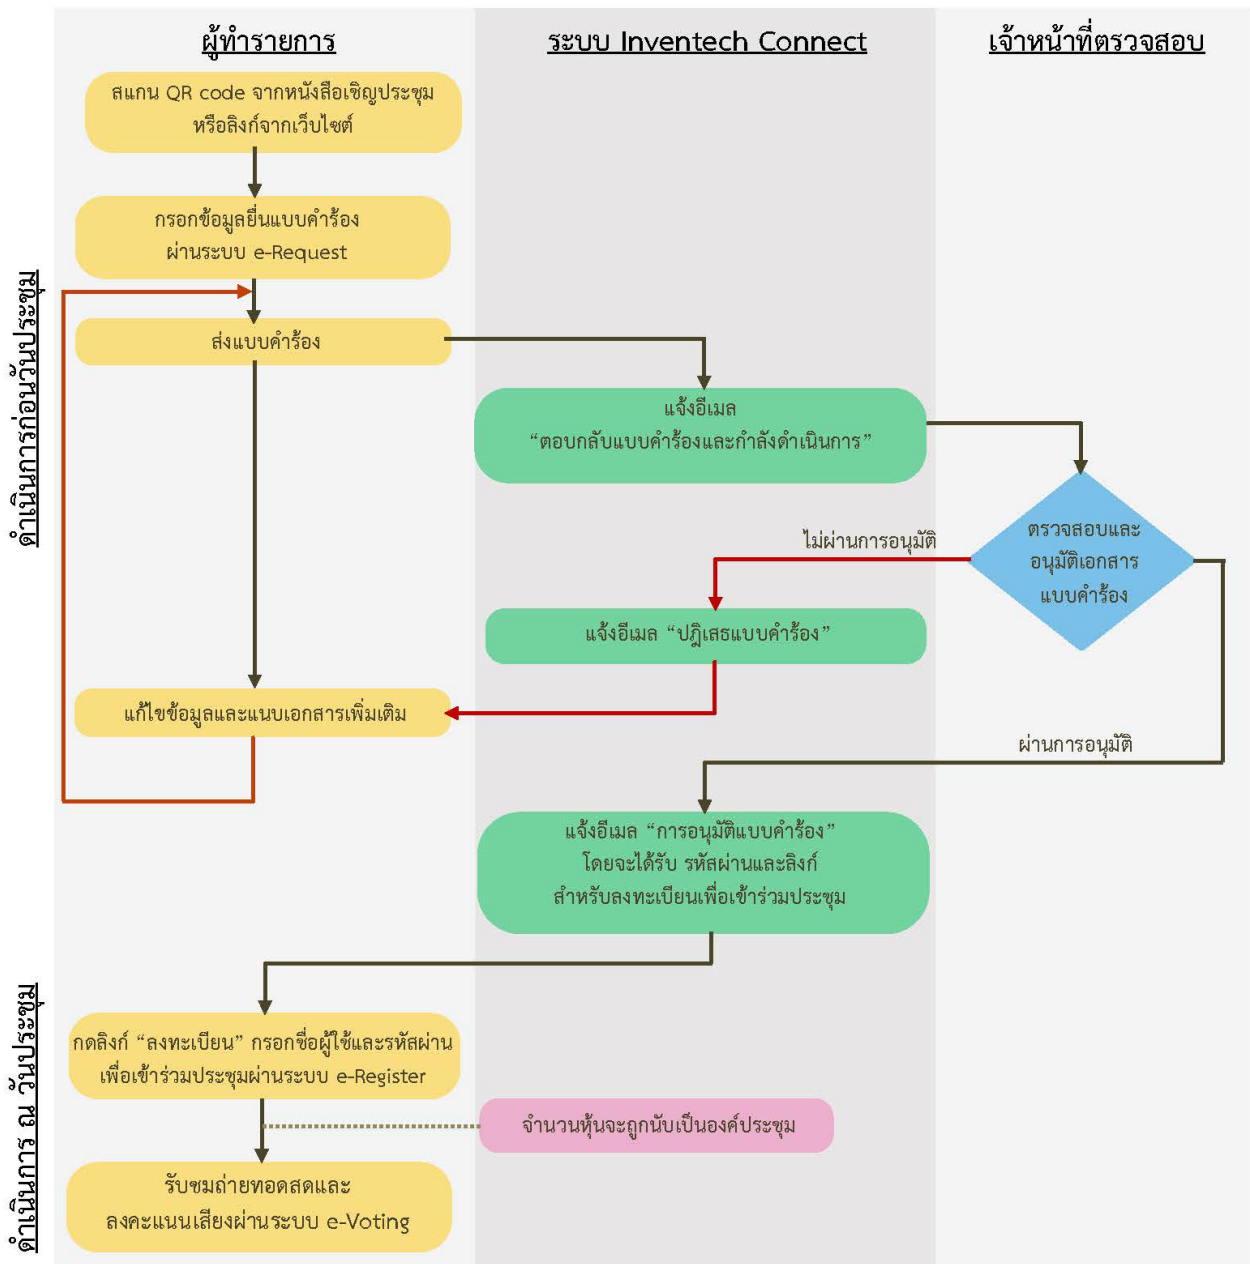 ผู้ทำรายการ
ระบบ Inventech Connect
เจ้าหน้าที่ตรวจสอบ
ดำเนินการก่อนวันประชุม
สแกน QR code จากหนังสือเชิญประชุม
หรือลิงก์จากเว็บไซต์
กรอกข้อมูลยื่นแบบคำร้อง
ผ่านระบบ e-Request
ส่งแบบคำร้อง
แจ้งอีเมล
“ตอบกลับแบบคำร้องและกำลังดำเนินการ”
ตรวจสอบและ
อนุมัติเอกสาร
แบบคำร้อง
ไม่ผ่านการอนุมัติ
แจ้งอีเมล “ปฎิเสธแบบคำร้อง”
แก้ไขข้อมูลและแนบเอกสารเพิ่มเติม
ผ่านการอนุมัติ
แจ้งอีเมล “การอนุมัติแบบคำร้อง”
โดยจะได้รับ รหัสผ่านและลิงก์
สำหรับลงทะเบียนเพื่อเข้าร่วมประชุม
ดำเนินการ ณ วันประชุม
กดลิงก์ “ลงทะเบียน” กรอกชื่อผู้ใช้และรหัสผ่าน
เพื่อเข้าร่วมประชุมผ่านระบบ e-Register
จำนวนหุ้นจะถูกนับเป็นองค์ประชุม
รับชมถ่ายทอดสดและ
ลงคะแนนเสียงผ่านระบบ e-Voting